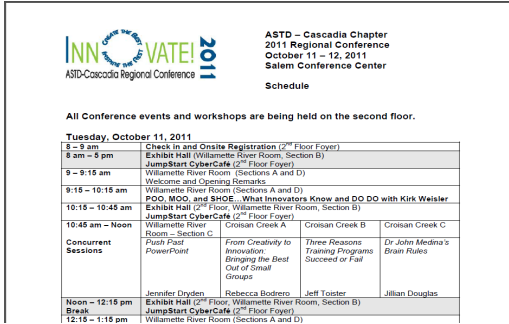 INNOVATE! 2011
CREATE THE BEST
ASTD-Cascadia Regional Conference
ASTD – Cascadia Chapter
2011 Regional Conference
October 11 – 12, 2011
Salem Conference Center
Schedule
All Conference events and workshops are being held on the second floor.
Tuesday, October 11, 2011
8 – 9 am Check in and Onsite Registration (2nd Floor Foyer)
8 am – 5 pm Exhibit Hall (Willamette River Room, Section B)
JumpStart CyberCafé (2nd Floor Foyer)
9 – 9:15 am Willamette River Room (Sections A and D)
Welcome and Opening Remarks
9:15 – 10:15 am Willamette River Room (Sections A and D)
POO, MOO, and SHOE…What Innovators Know and DO DO with Kirk Weisler
10:15 – 10:45 am Exhibit Hall (2nd Floor, Willamette River Room, Section B)
JumpStart CyberCafé (2nd Floor Foyer)
10:45 am – Noon Willamette River Croisan Creek A Croisan Creek B Croisan Creek C
Room – Section C
Concurrent Push Past From Creativity to Three Reasons Dr John Medina's
Sessions PowerPoint Innovation: Training Programs Brain Rules
Bringing the Best Succeed or Fail
Out of Small
Groups
Jennifer Dryden Rebecca Bodrero Jeff Toister Jillian Douglas
Noon – 12:15 pm Exhibit Hall (2nd Floor, Willamette River Room, Section B)
Break JumpStart CyberCafé (2nd Floor Foyer)
12:15 – 1:15 pm Willamette River Room (Sections A and D)